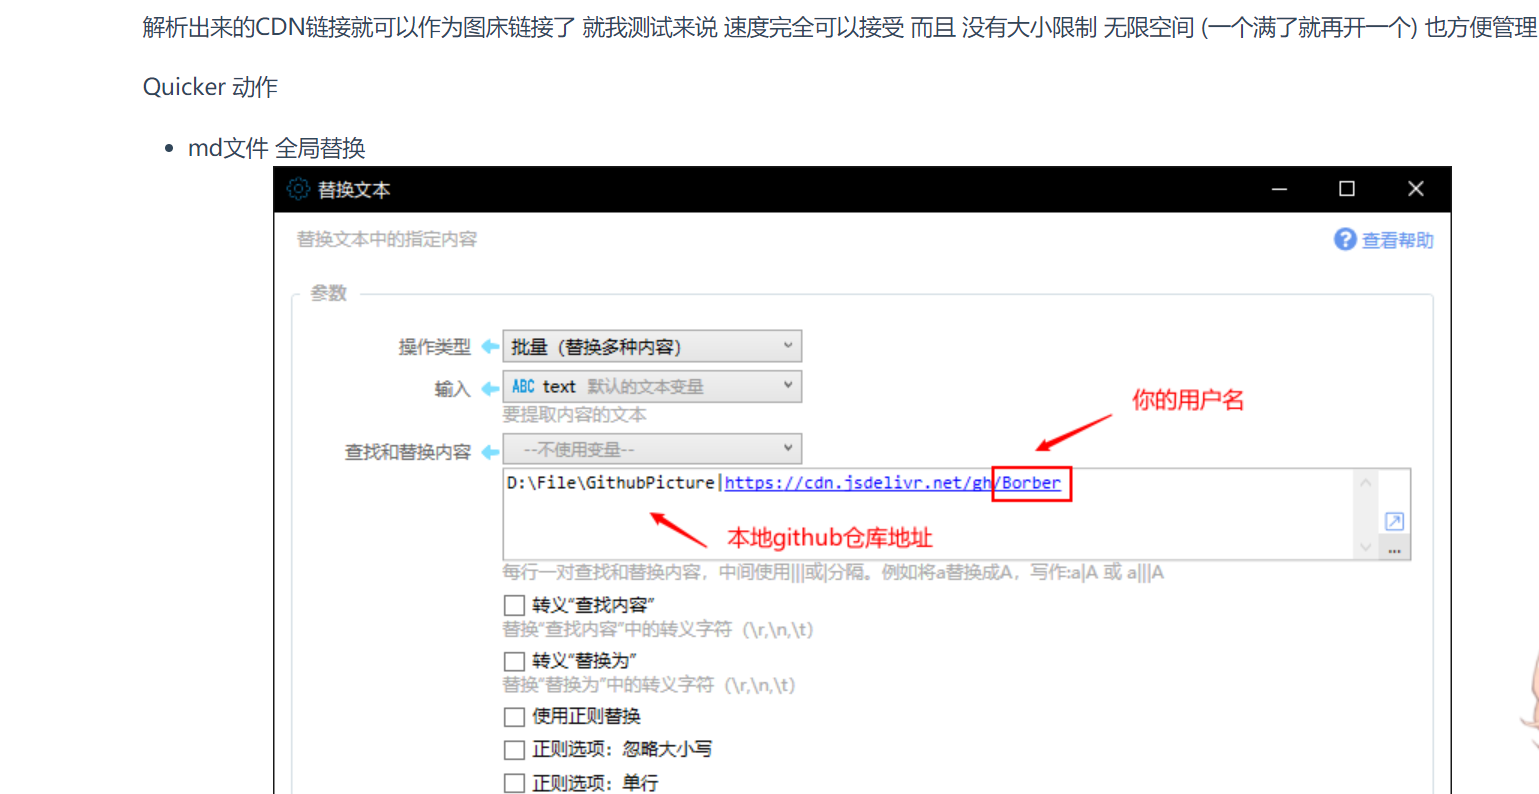 解析出来的CDN链接就可以作为图床链接了 就我测试来说 速度完全可以接受 而且 没有大小限制 无限空间 (一个满了就再开一个) 也方便管理
Quicker 动作
md文件 全局替换
替换文本
替换文本中的指定内容
查看帮助
参数
操作类型
批量（替换多种内容）
输入
ABC text 默认的文本变量
要提取内容的文本
你的用户名
查找和替换内容
--不使用变量--
D:\File\GithubPicture|https://cdn.jsdelivr.net/gh/Borber
本地github仓库地址
...
每行一对查找和替换内容，中间使用|||或|分隔。例如将a替换成A，写作:a|A 或 a|||A
转义“查找内容”
替换“查找内容”中的转义字符（\r,\n,\t）
转义“替换为”
替换“替换为”中的转义字符（\r,\n,\t）
使用正则替换
正则选项：忽略大小写
正则选项：单行